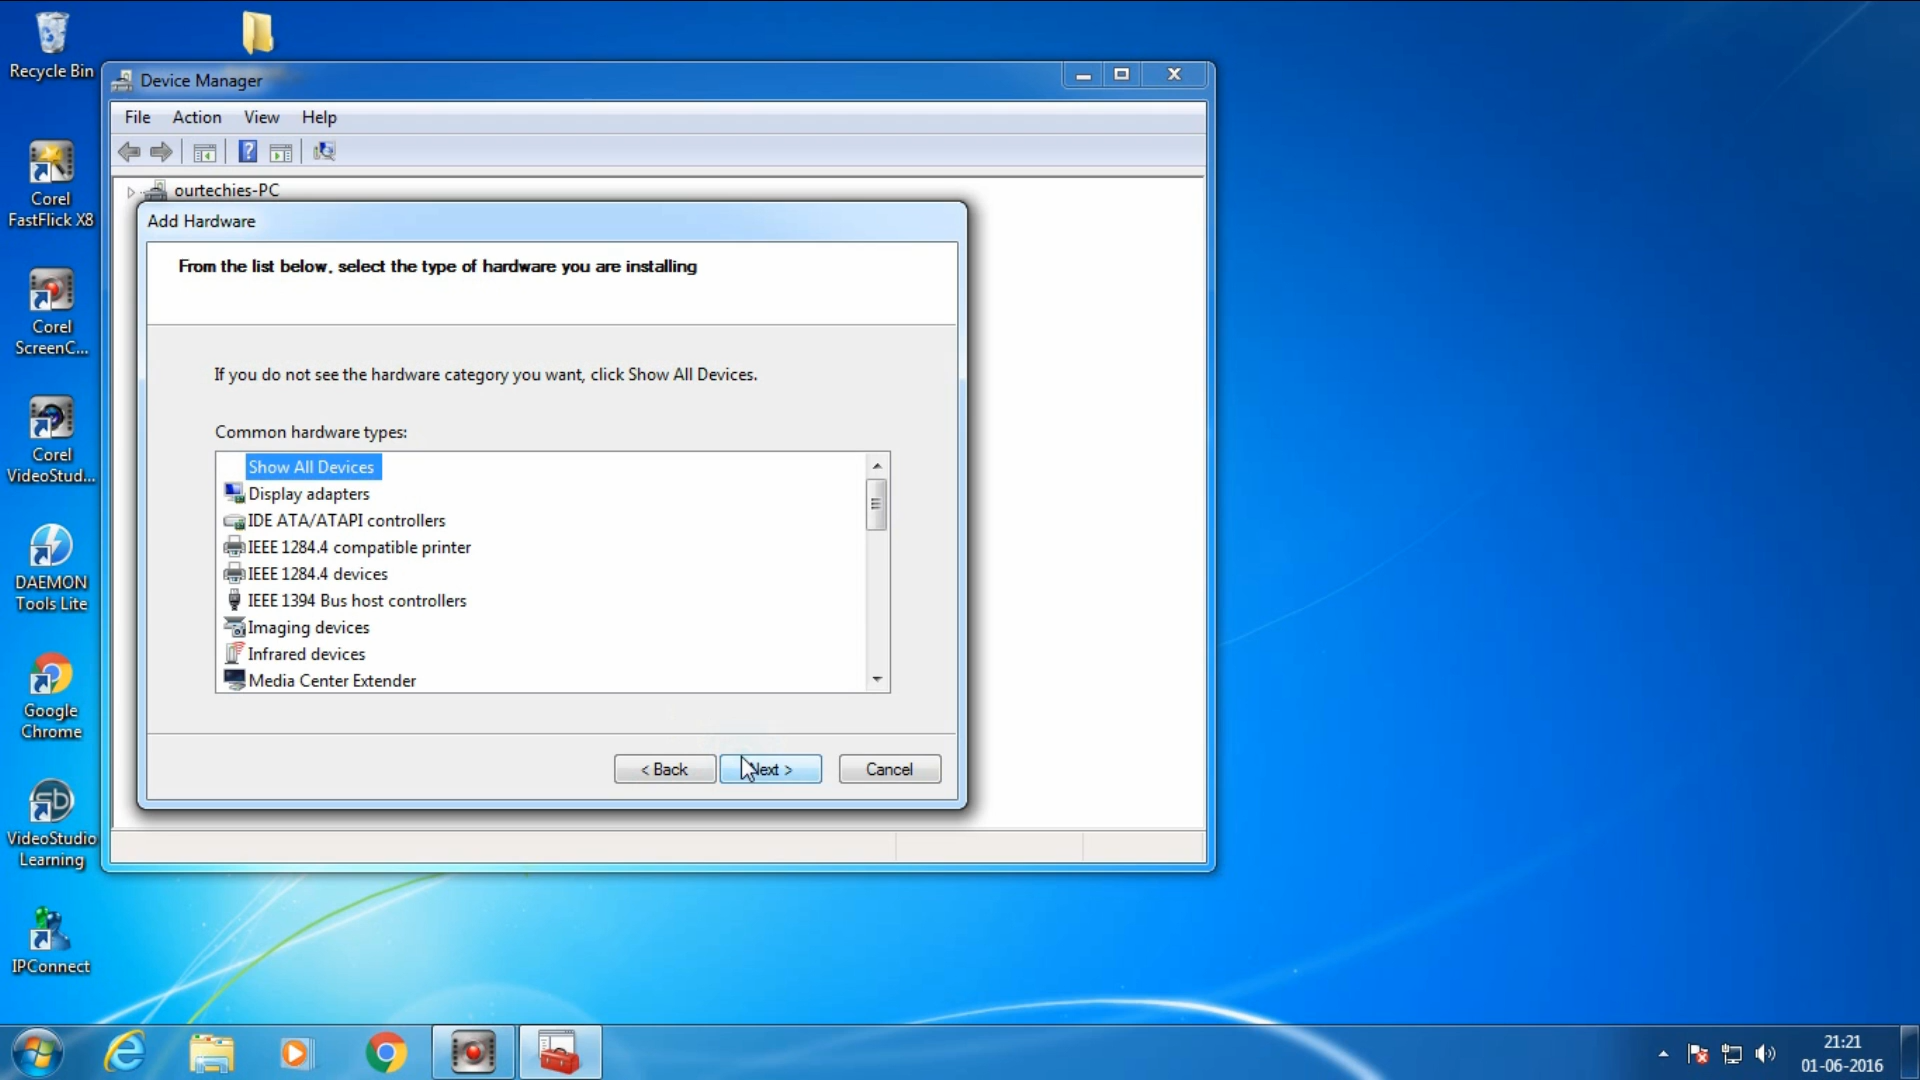 Recycle Bin
Corel
FastFlick X8
Corel
ScreenC...
Corel
VideoStud...
DAEMON
Tools Lite
Google
Chrome
VideoStudio
Learning
IPConnect
Device Manager
File Action View Help
ourtechies-PC
Add Hardware
From the list below, select the type of hardware you are installing
If you do not see the hardware category you want, click Show All Devices.
Common hardware types:
Show All Devices
Display adapters
IDE ATA/ATAPI controllers
IEEE 1284.4 compatible printer
IEEE 1284.4 devices
IEEE 1394 Bus host controllers
Imaging devices
Infrared devices
Media Center Extender
< Back Next > Cancel
21:21
01-06-2016